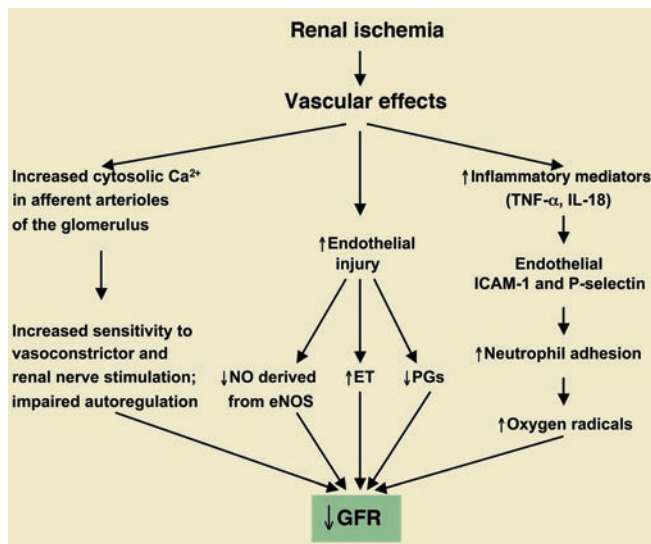 Renal ischemia
Vascular effects
Increased cytosolic Ca²⁺
in afferent arterioles
of the glomerulus
Increased sensitivity to
vasoconstrictor and
renal nerve stimulation;
impaired autoregulation
↑Endothelial
injury
↓NO derived
from eNOS
↑ET
↓PGs
↑Inflammatory mediators
(TNF-α, IL-18)
Endothelial
ICAM-1 and P-selectin
↑Neutrophil adhesion
↑Oxygen radicals
↓GFR